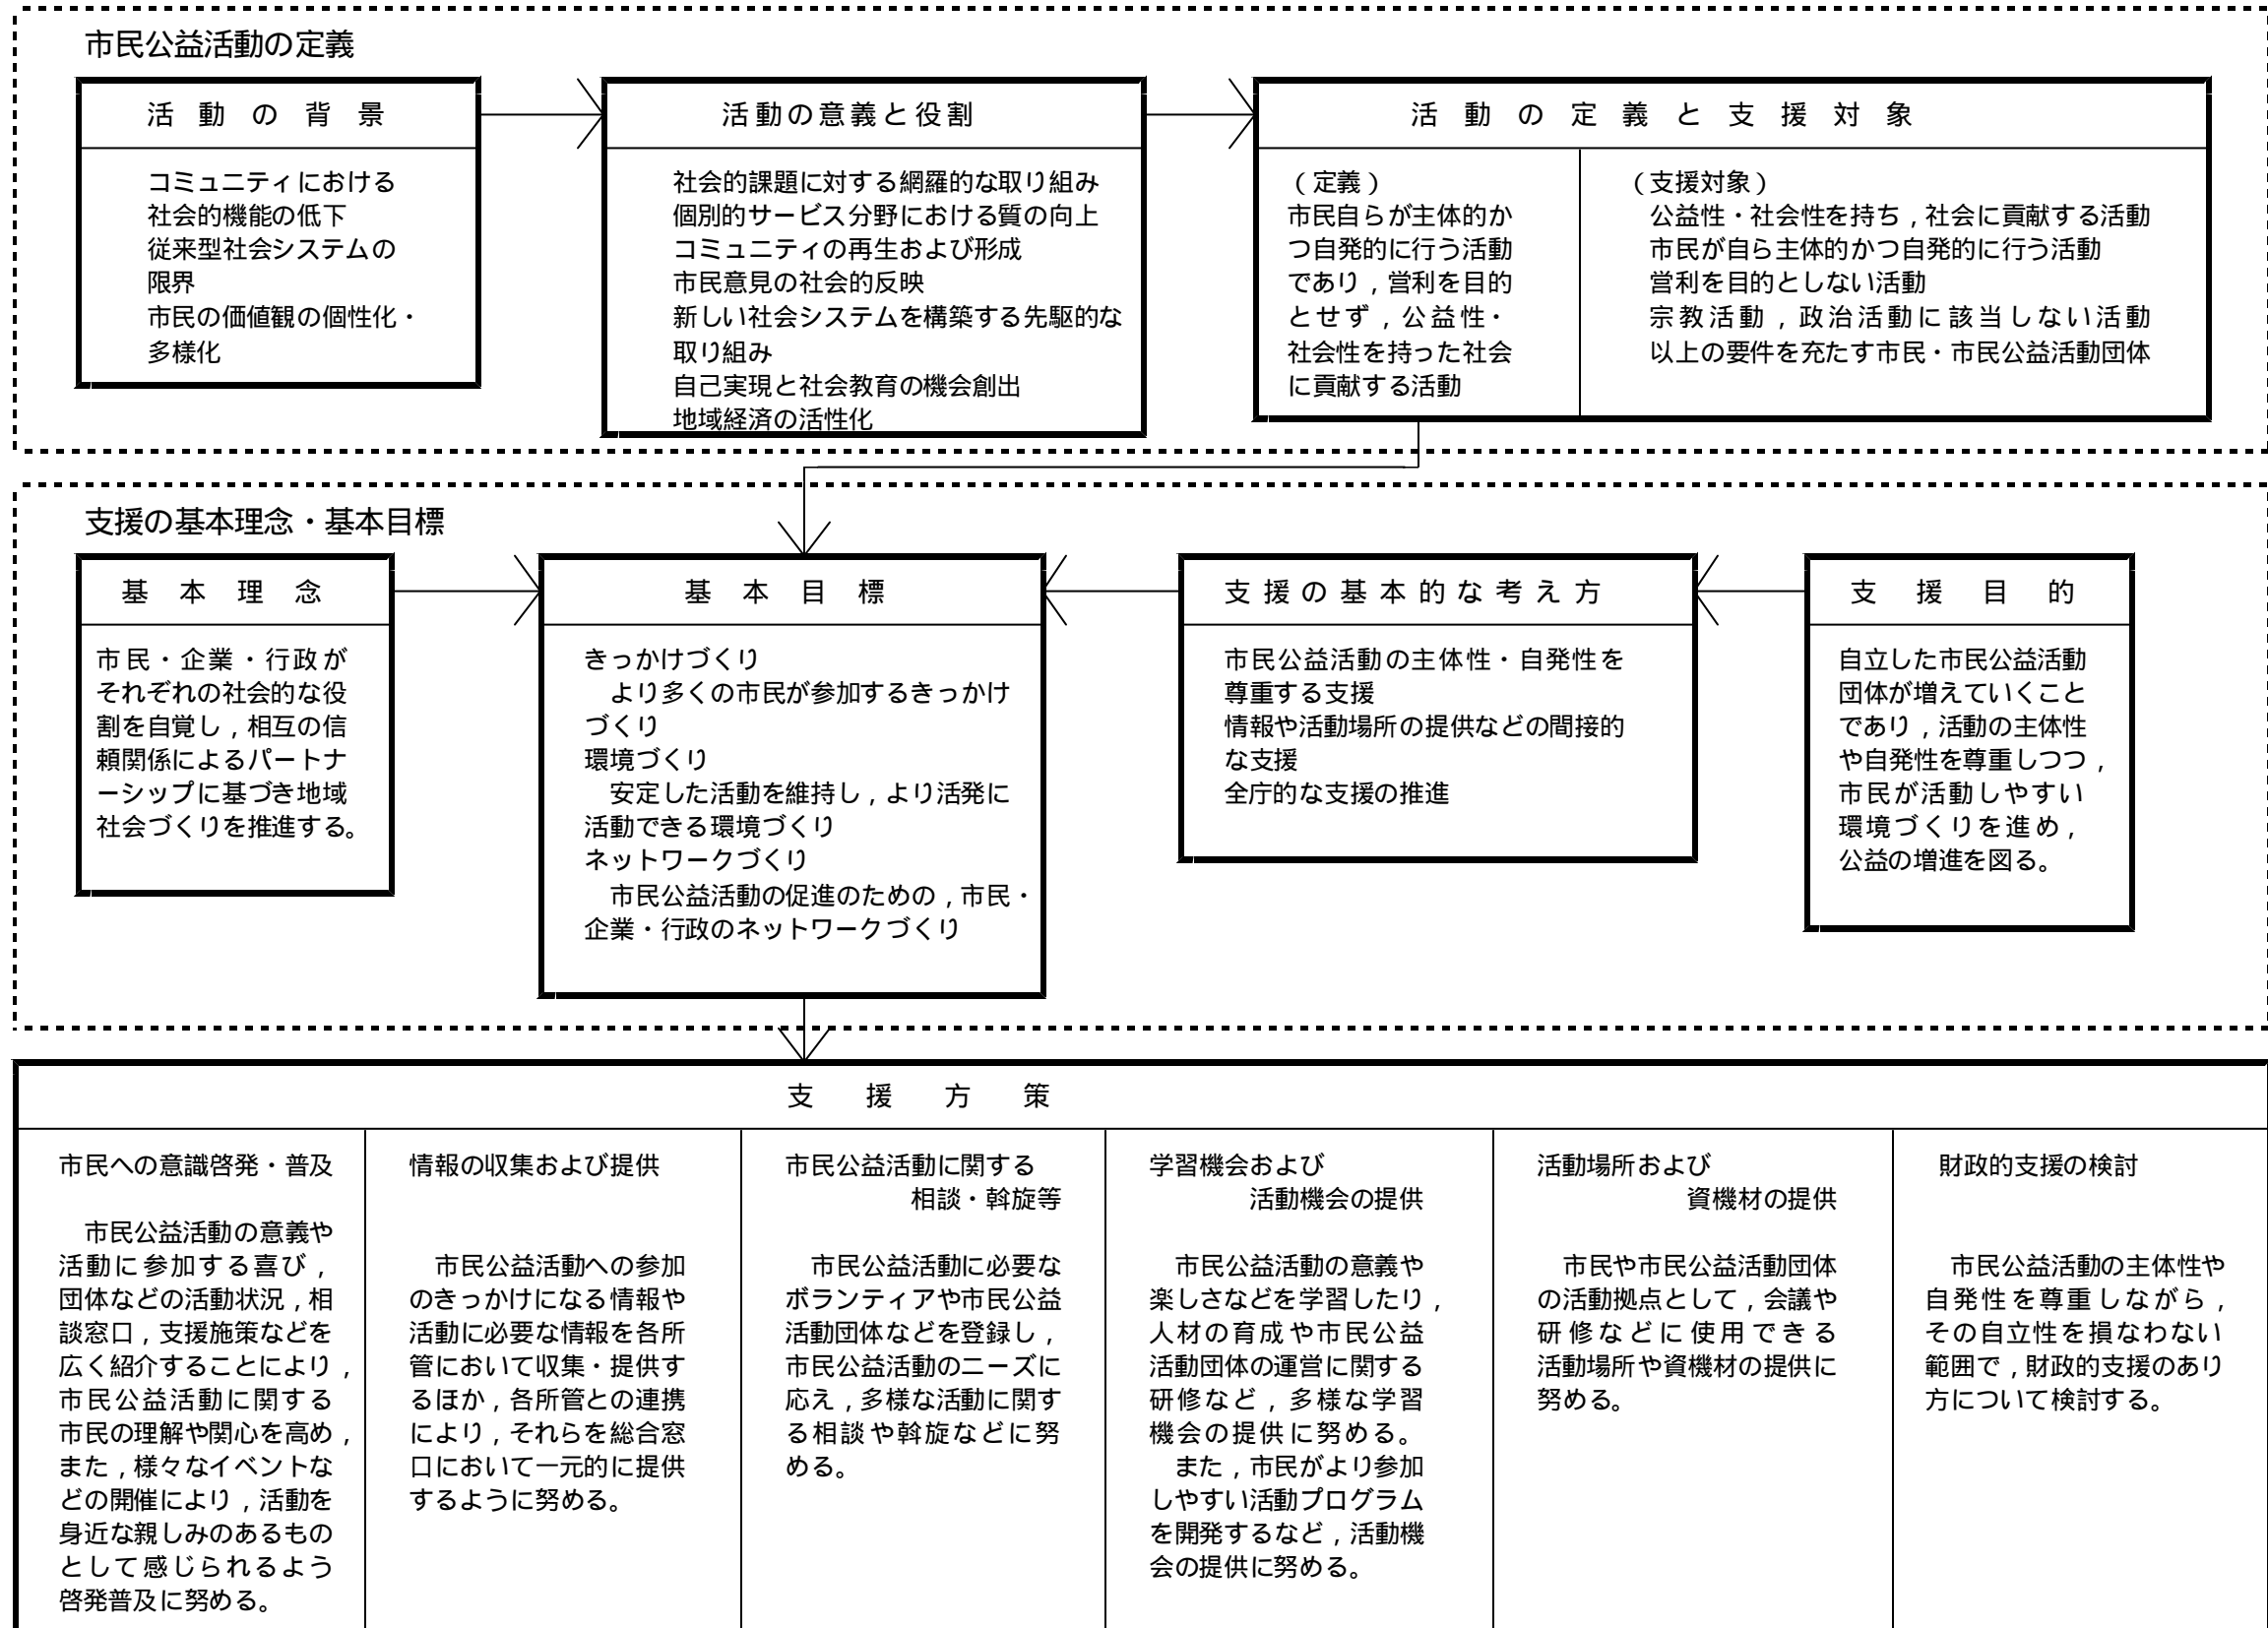 市民公益活動の定義
活動の背景
コミュニティにおける
社会的機能の低下
従来型社会システムの
限界
市民の価値観の個性化・
多様化
活動の意義と役割
社会的課題に対する網羅的な取り組み
個別的サービス分野における質の向上
コミュニティの再生および形成
市民意見の社会的反映
新しい社会システムを構築する先駆的な
取り組み
自己実現と社会教育の機会創出
地域経済の活性化
活動の定義と支援対象
（定義）
市民自らが主体的か
つ自発的に行う活動
であり，営利を目的
とせず，公益性・
社会性を持った社会
に貢献する活動
（支援対象）
公益性・社会性を持ち，社会に貢献する活動
市民が自ら主体的かつ自発的に行う活動
営利を目的としない活動
宗教活動，政治活動に該当しない活動
以上の要件を充たす市民・市民公益活動団体
支援の基本理念・基本目標
基本理念
市民・企業・行政が
それぞれの社会的な役
割を自覚し，相互の信
頼関係によるパートナ
ーシップに基づき地域
社会づくりを推進する。
基本目標
きっかけづくり
より多くの市民が参加するきっかけ
づくり
環境づくり
安定した活動を維持し，より活発に
活動できる環境づくり
ネットワークづくり
市民公益活動の促進のための，市民・
企業・行政のネットワークづくり
支援の基本的な考え方
市民公益活動の主体性・自発性を
尊重する支援
情報や活動場所の提供などの間接的
な支援
全庁的な支援の推進
支援目的
自立した市民公益活動
団体が増えていくこと
であり，活動の主体性
や自発性を尊重しつつ，
市民が活動しやすい
環境づくりを進め，
公益の増進を図る。
支援方策
市民への意識啓発・普及
市民公益活動の意義や
活動に参加する喜び，
団体などの活動状況，相
談窓口，支援施策などを
広く紹介することにより，
市民公益活動に関する
市民の理解や関心を高め，
また，様々なイベントな
どの開催により，活動を
身近な親しみのあるもの
として感じられるよう
啓発普及に努める。
情報の収集および提供
市民公益活動への参加
のきっかけになる情報や
活動に必要な情報を各所
管において収集・提供す
るほか，各所管との連携
により，それらを総合窓
口において一元的に提供
するように努める。
市民公益活動に関する
相談・斡旋等
市民公益活動に必要な
ボランティアや市民公益
活動団体などを登録し，
市民公益活動のニーズに
応え，多様な活動に関す
る相談や斡旋などに努
める。
学習機会および
活動機会の提供
市民公益活動の意義や
楽しさなどを学習したり，
人材の育成や市民公益
活動団体の運営に関する
研修など，多様な学習
機会の提供に努める。
また，市民がより参加
しやすい活動プログラム
を開発するなど，活動機
会の提供に努める。
活動場所および
資機材の提供
市民や市民公益活動団体
の活動拠点として，会議や
研修などに使用できる
活動場所や資機材の提供に
努める。
財政的支援の検討
市民公益活動の主体性や
自発性を尊重しながら，
その自立性を損なわない
範囲で，財政的支援のあり
方について検討する。